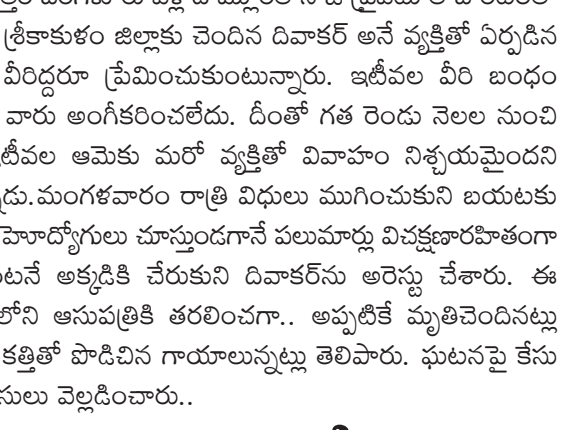 శ్రీకాకుళం జిల్లాకు చెందిన దివాకర్ అనే వ్యక్తితో ఏర్పడిన
వీరిద్దరూ ప్రేమించుకుంటున్నారు. ఇటీవల వీరి బంధం
వారు అంగీకరించలేదు. దీంతో గత రెండు నెలల నుంచి
టీవల ఆమెకు మరో వ్యక్తితో వివాహం నిశ్చయమైందని
డు.మంగళవారం రాత్రి విధులు ముగించుకుని బయటకు
హెూద్యోగులు చూస్తుండగానే పలుమార్లు విచక్షణారహితంగా
ంటనే అక్కడికి చేరుకుని దివాకర్‌ను అరెస్టు చేశారు. ఈ
లోని ఆసుపత్రికి తరలించగా.. అప్పటికే మృతిచెందినట్లు
కత్తితో పొడిచిన గాయాలున్నట్లు తెలిపారు. ఘటనపై కేసు
సులు వెల్లడించారు..